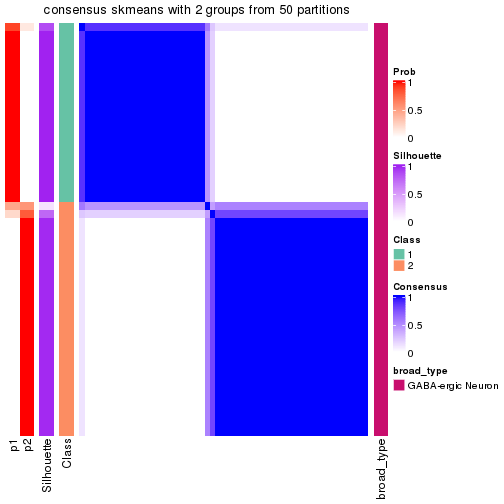 consensus skmeans with 2 groups from 50 partitions
Prob
1
0.5
0
Silhouette
1
0.5
0
Class
1
2
Consensus
1
0.5
0
broad_type
GABA-ergic Neuron
p1
p2
Silhouette
Class
broad_type